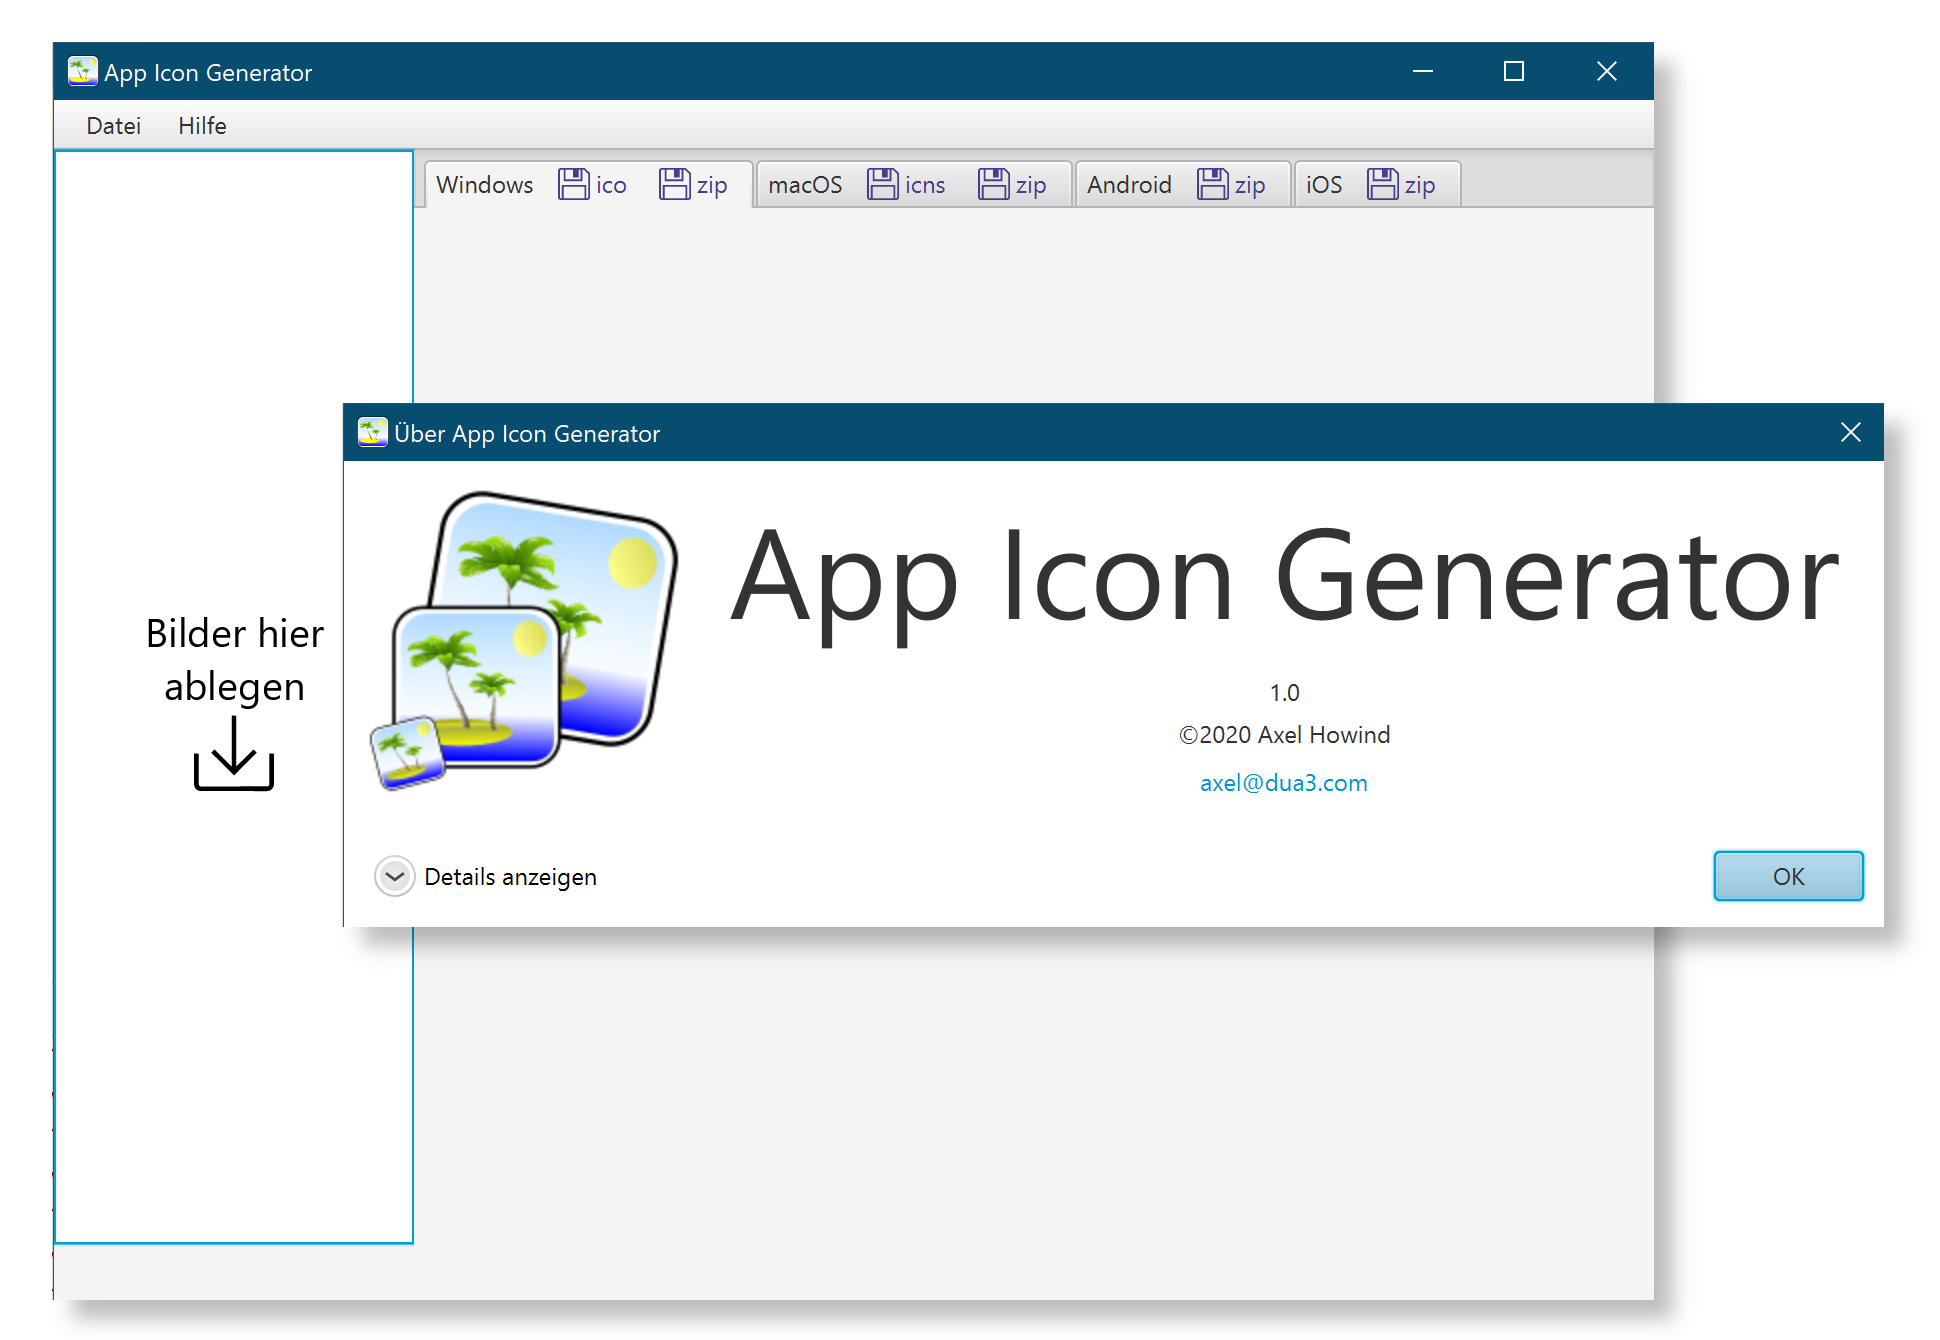 App Icon Generator
Datei Hilfe
Windows ico zip macOS icns zip Android zip iOS zip
Bilder hier
ablegen
Über App Icon Generator
App Icon Generator
1.0
©2020 Axel Howind
axel@dua3.com
Details anzeigen
OK